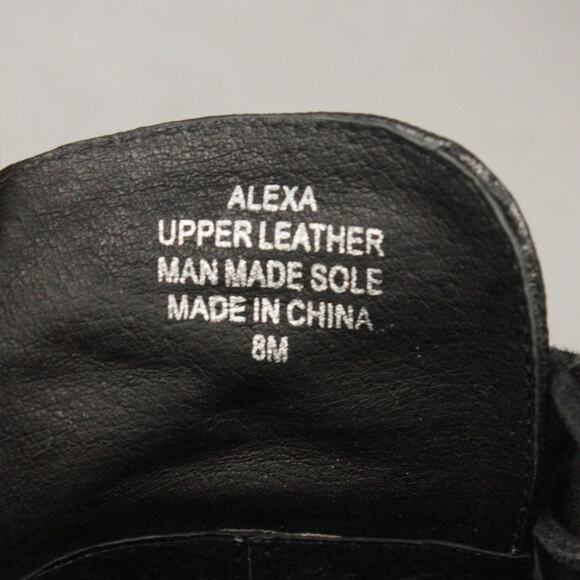 ALEXA
UPPER LEATHER
MAN MADE SOLE
MADE IN CHINA
8M